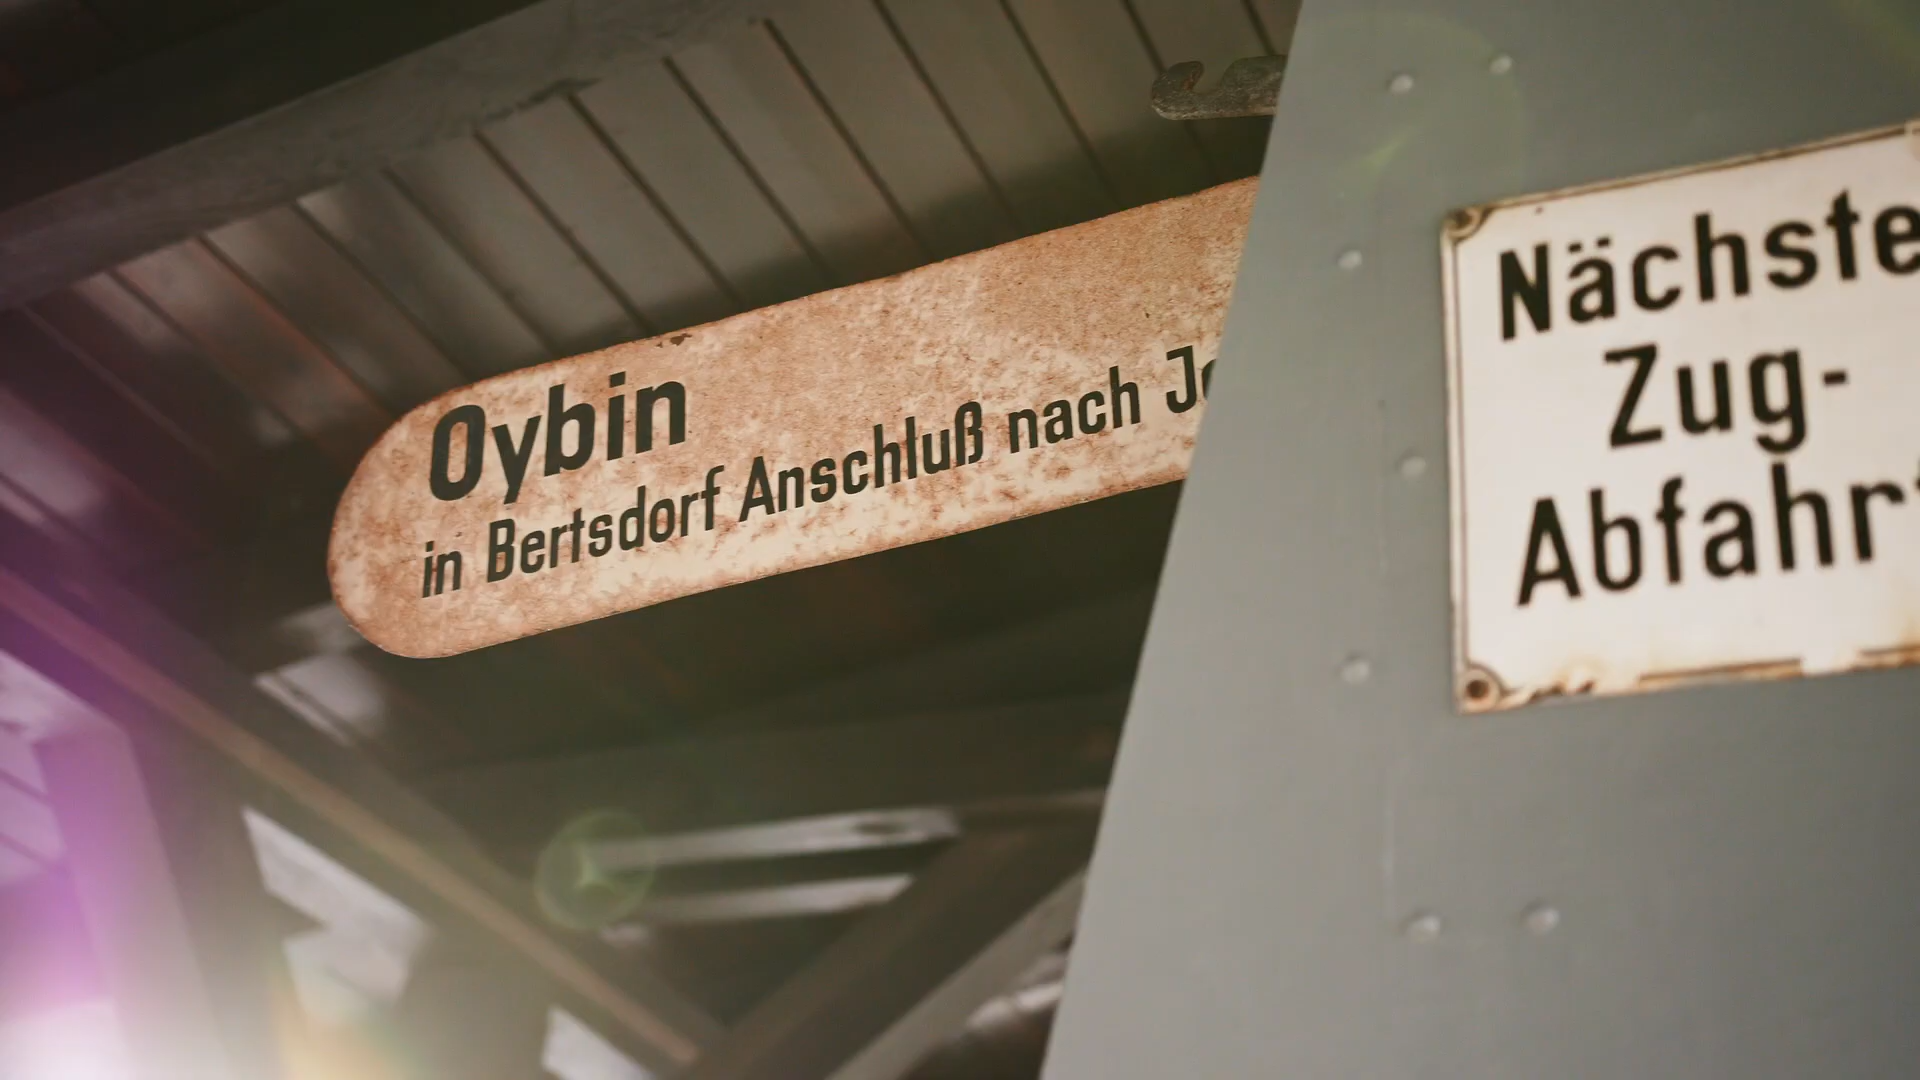 Oybin
in Bertsdorf Anschluß nach
Nächste
Zug-
Abfahrt